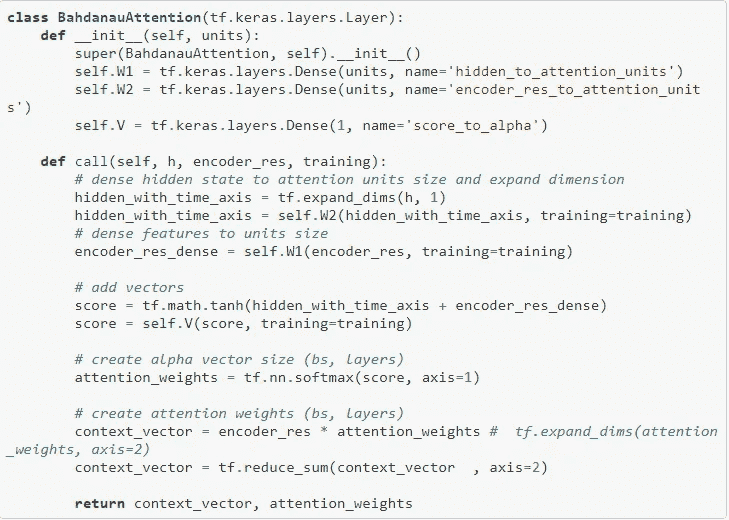 class BahdanauAttention(tf.keras.layers.Layer):
    def __init__(self, units):
        super(BahdanauAttention, self).__init__()
        self.W1 = tf.keras.layers.Dense(units, name='hidden_to_attention_units')
        self.W2 = tf.keras.layers.Dense(units, name='encoder_res_to_attention_unit
s')
        self.V = tf.keras.layers.Dense(1, name='score_to_alpha')

    def call(self, h, encoder_res, training):
        # dense hidden state to attention units size and expand dimension
        hidden_with_time_axis = tf.expand_dims(h, 1)
        hidden_with_time_axis = self.W2(hidden_with_time_axis, training=training)
        # dense features to units size
        encoder_res_dense = self.W1(encoder_res, training=training)

        # add vectors
        score = tf.math.tanh(hidden_with_time_axis + encoder_res_dense)
        score = self.V(score, training=training)

        # create alpha vector size (bs, layers)
        attention_weights = tf.nn.softmax(score, axis=1)

        # create attention weights (bs, layers)
        context_vector = encoder_res * attention_weights #  tf.expand_dims(attention
_weights, axis=2)
        context_vector = tf.reduce_sum(context_vector  , axis=2)

        return context_vector, attention_weights